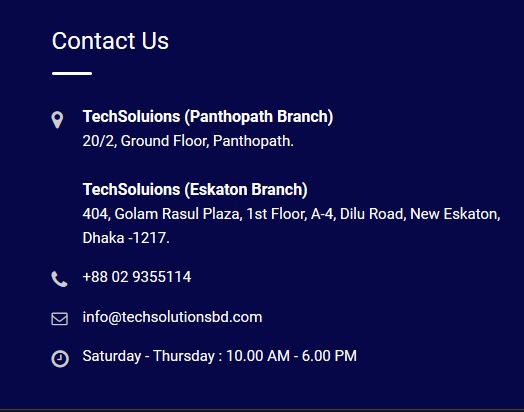 Contact Us
TechSoluions (Panthopath Branch)
20/2, Ground Floor, Panthopath.
TechSoluions (Eskaton Branch)
404, Golam Rasul Plaza, 1st Floor, A-4, Dilu Road, New Eskaton,
Dhaka -1217.
+88 02 9355114
info@techsolutionsbd.com
Saturday - Thursday : 10.00 AM - 6.00 PM